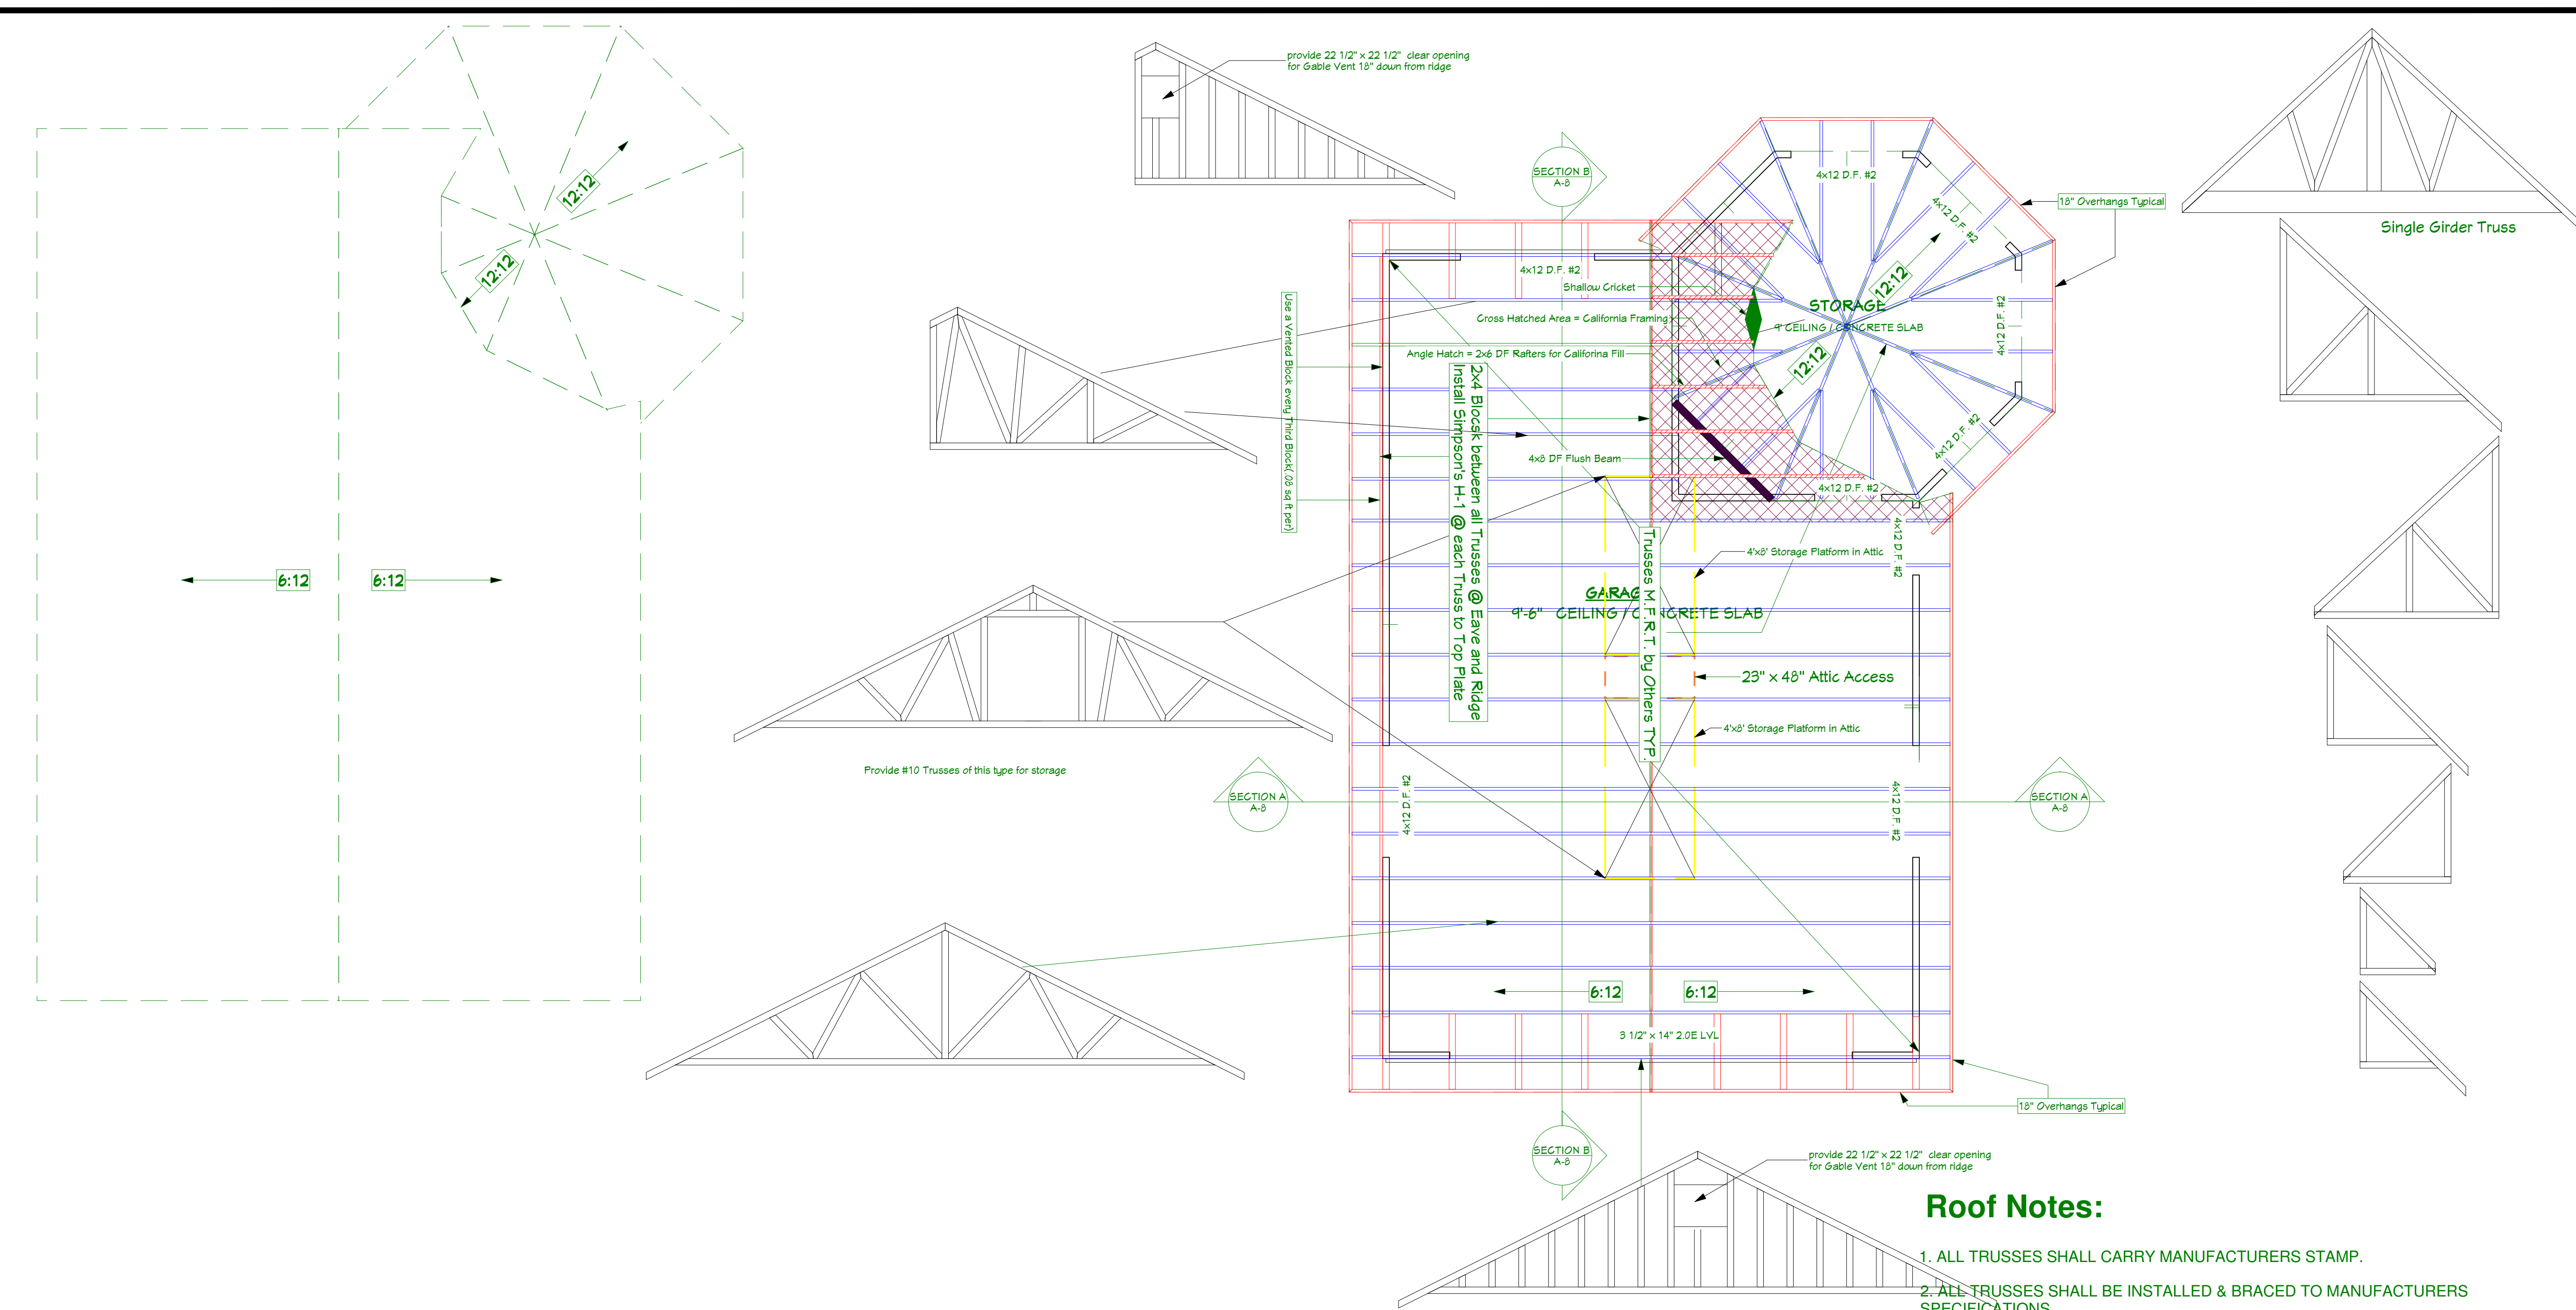 provide 22 1/2" x 22 1/2" clear opening
for Gable Vent 18" down from ridge
12:12
12:12
6:12
6:12
SECTION B
A-8
4x12 D.F. #2
4x12 D.F. #2
18" Overhangs Typical
Single Girder Truss
4x12 D.F. #2
Shallow Cricket
12:12
STORAGE
Cross Hatched Area = California Framing
9' CEILING / CONCRETE SLAB
4x12 D.F. #2
Angle Hatch = 2x6 DF Rafters for Califorina Fill
12:12
Use a Vented Block every Third Block(.08 sq ft per)
2x4 Blocsk between all Trusses @ Eave and Ridge
Install Simpson's H-1 @ each Truss to Top Plate
4x8 DF Flush Beam
4x12 D.F. #2
4x12 D.F. #2
4x12 D.F. #2
Trusses M.F.R.T. by Others TYP.
4'x8' Storage Platform in Attic
GARAG
9'-6" CEILING / CONCRETE SLAB
23" x 48" Attic Access
4'x8' Storage Platform in Attic
Provide #10 Trusses of this type for storage
SECTION A
A-8
4x12 D.F. #2
4x12 D.F. #2
SECTION A
A-8
6:12
6:12
3 1/2" x 14" 2.0E LVL
18" Overhangs Typical
SECTION B
A-8
provide 22 1/2" x 22 1/2" clear opening
for Gable Vent 18" down from ridge
Roof Notes:
1. ALL TRUSSES SHALL CARRY MANUFACTURERS STAMP.
2. ALL TRUSSES SHALL BE INSTALLED & BRACED TO MANUFACTURERS
SPECIFICATIONS